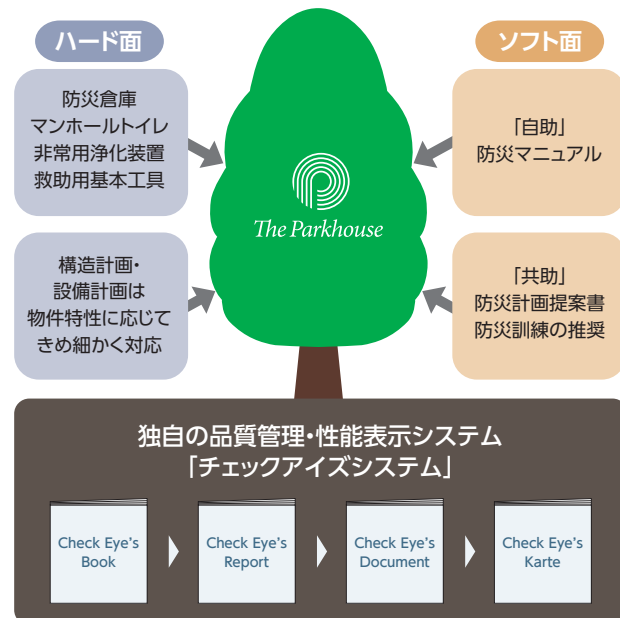 ハード面
防災倉庫
マンホールトイレ
非常用浄化装置
救助用基本工具
構造計画・
設備計画は
物件特性に応じて
きめ細かく対応
The Parkhouse
ソフト面
「自助」
防災マニュアル
「共助」
防災計画提案書
防災訓練の推奨
独自の品質管理・性能表示システム
「チェックアイズシステム」
Check Eye's
Book
Check Eye's
Report
Check Eye's
Document
Check Eye's
Karte